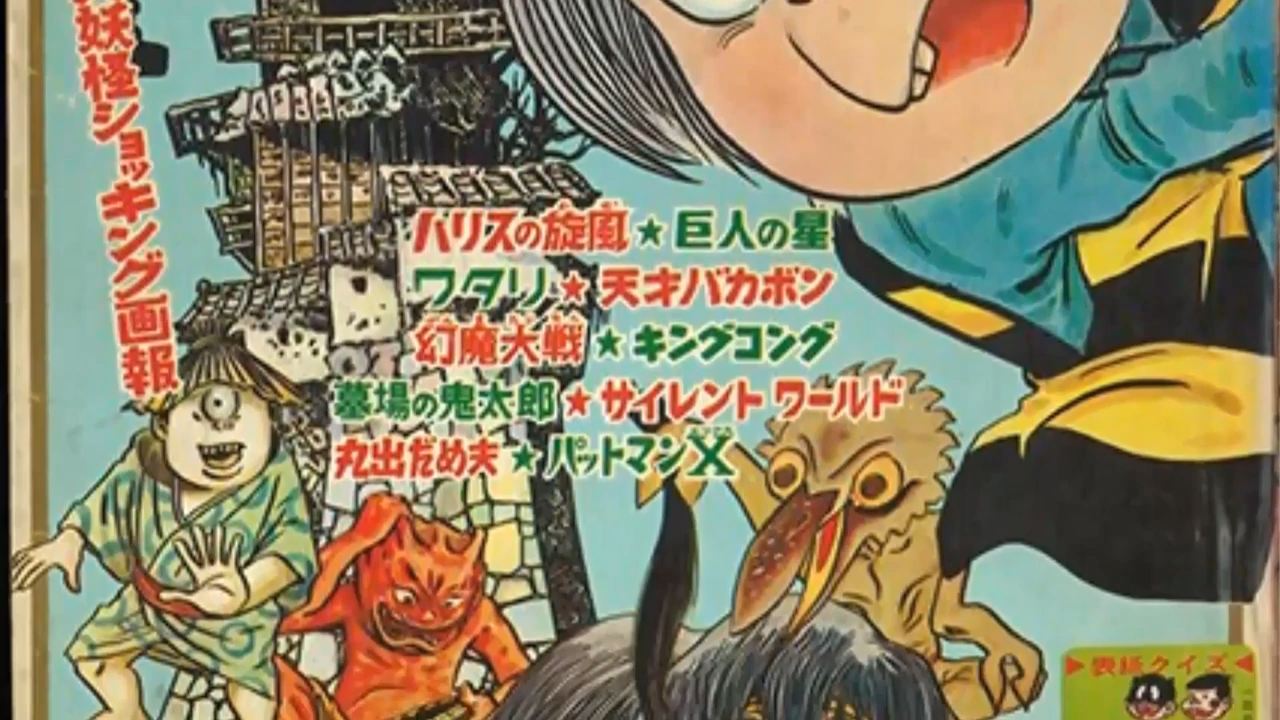 妖怪ショッキング画報
ハリスの旋風★巨人の星
ワタリ★天才バカボン
幻魔大戦★キングコング
墓場の鬼太郎★サイレントワールド
丸出だめ夫★パットマンX
▶表紙クイズ◀